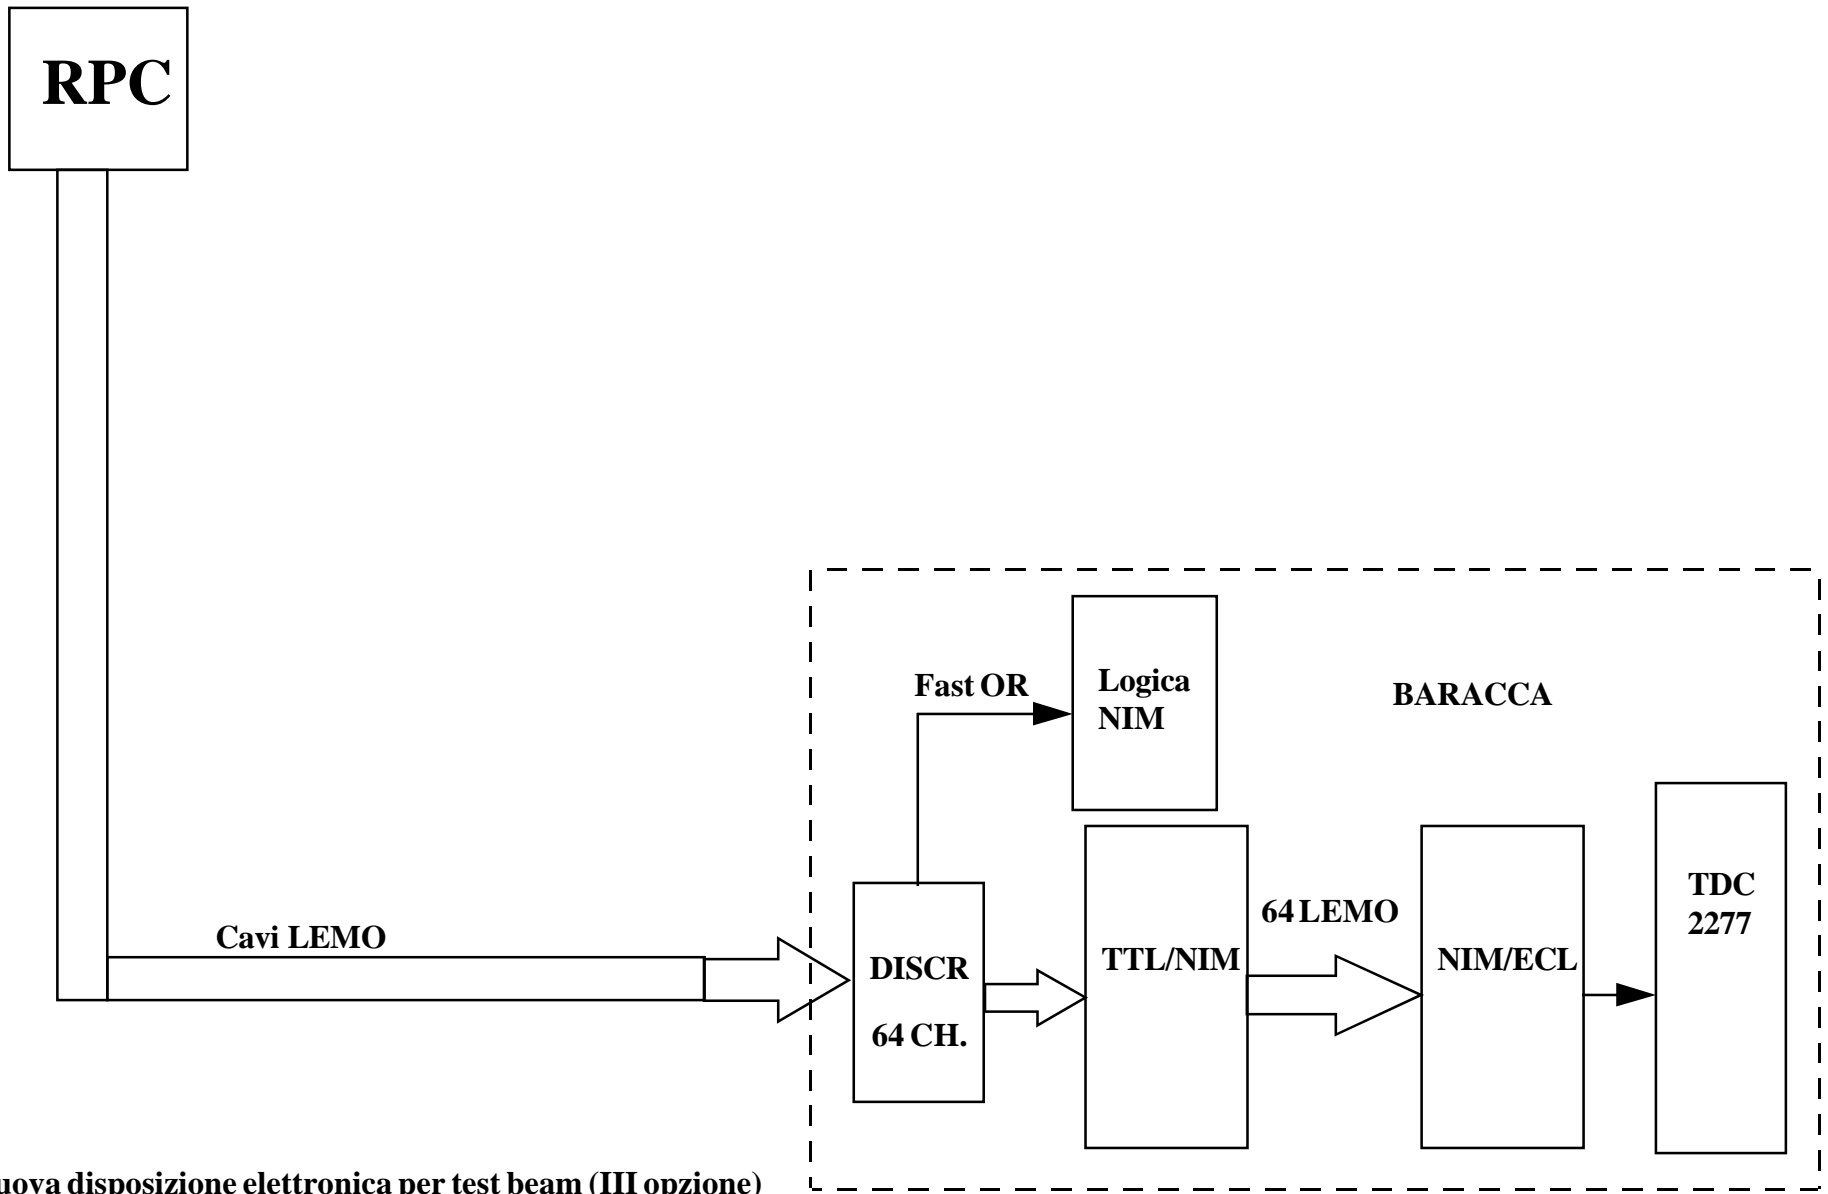 RPC
Fast OR
Logica
NIM
BARACCA
Cavi LEMO
DISCR
64 CH.
TTL/NIM
64 LEMO
NIM/ECL
TDC
2277
disposizione elettronica per test beam (III opzione)